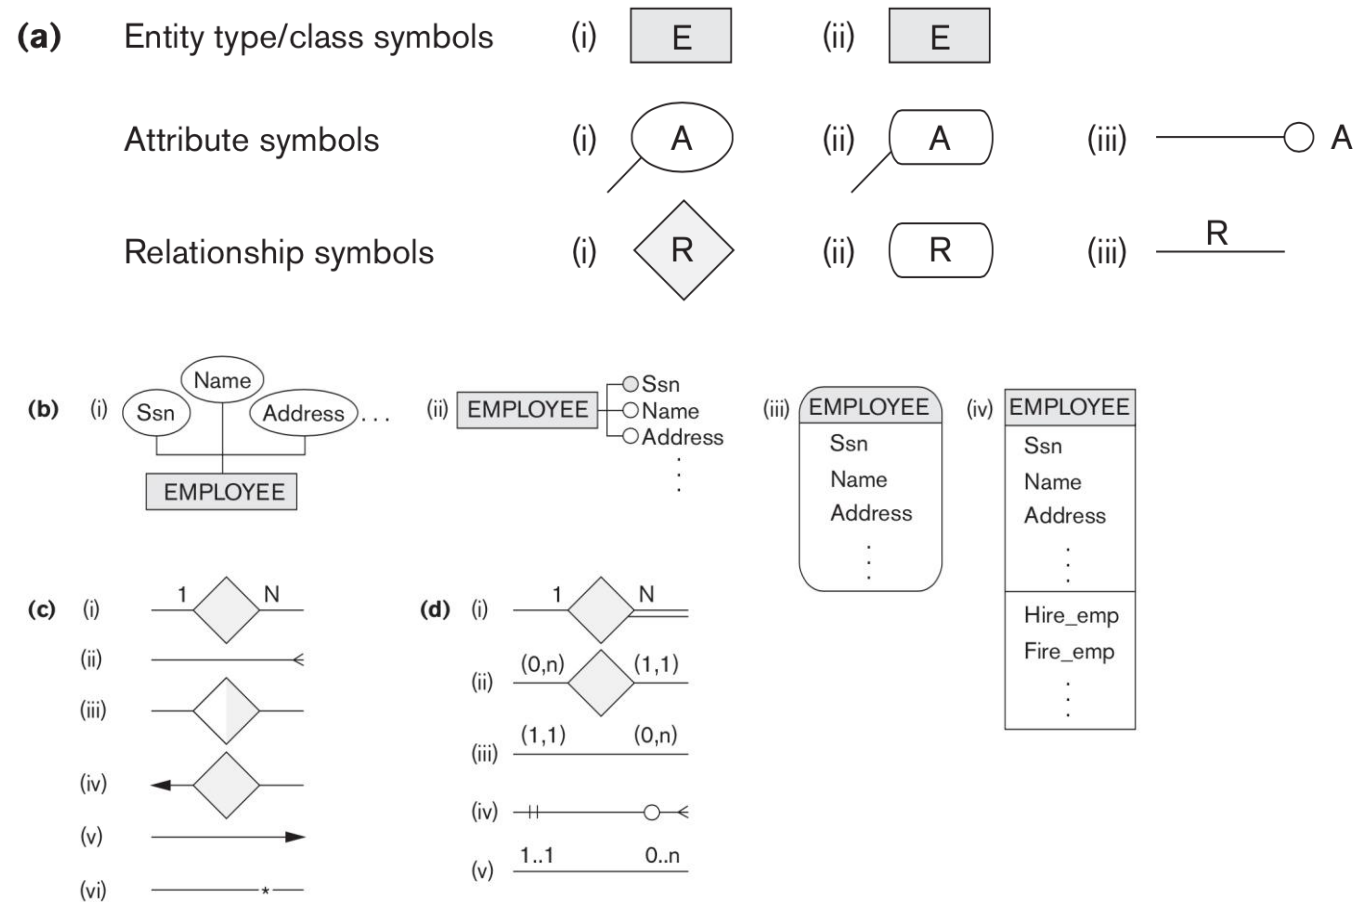 (a) Entity type/class symbols (i) E (ii) E
Attribute symbols (i) A (ii) A (iii) A
Relationship symbols (i) R (ii) R (iii) R
(b) (i) Ssn Name Address ...
EMPLOYEE
(ii) EMPLOYEE Ssn
Name
Address
(iii) EMPLOYEE
Ssn
Name
Address
(iv) EMPLOYEE
Ssn
Name
Address
Hire_emp
Fire_emp
(c) (i) 1 N
(ii)
(iii)
(iv)
(v)
(vi) *
(d) (i) 1 N
(ii) (0,n) (1,1)
(iii) (1,1) (0,n)
(iv)
(v) 1..1 0..n